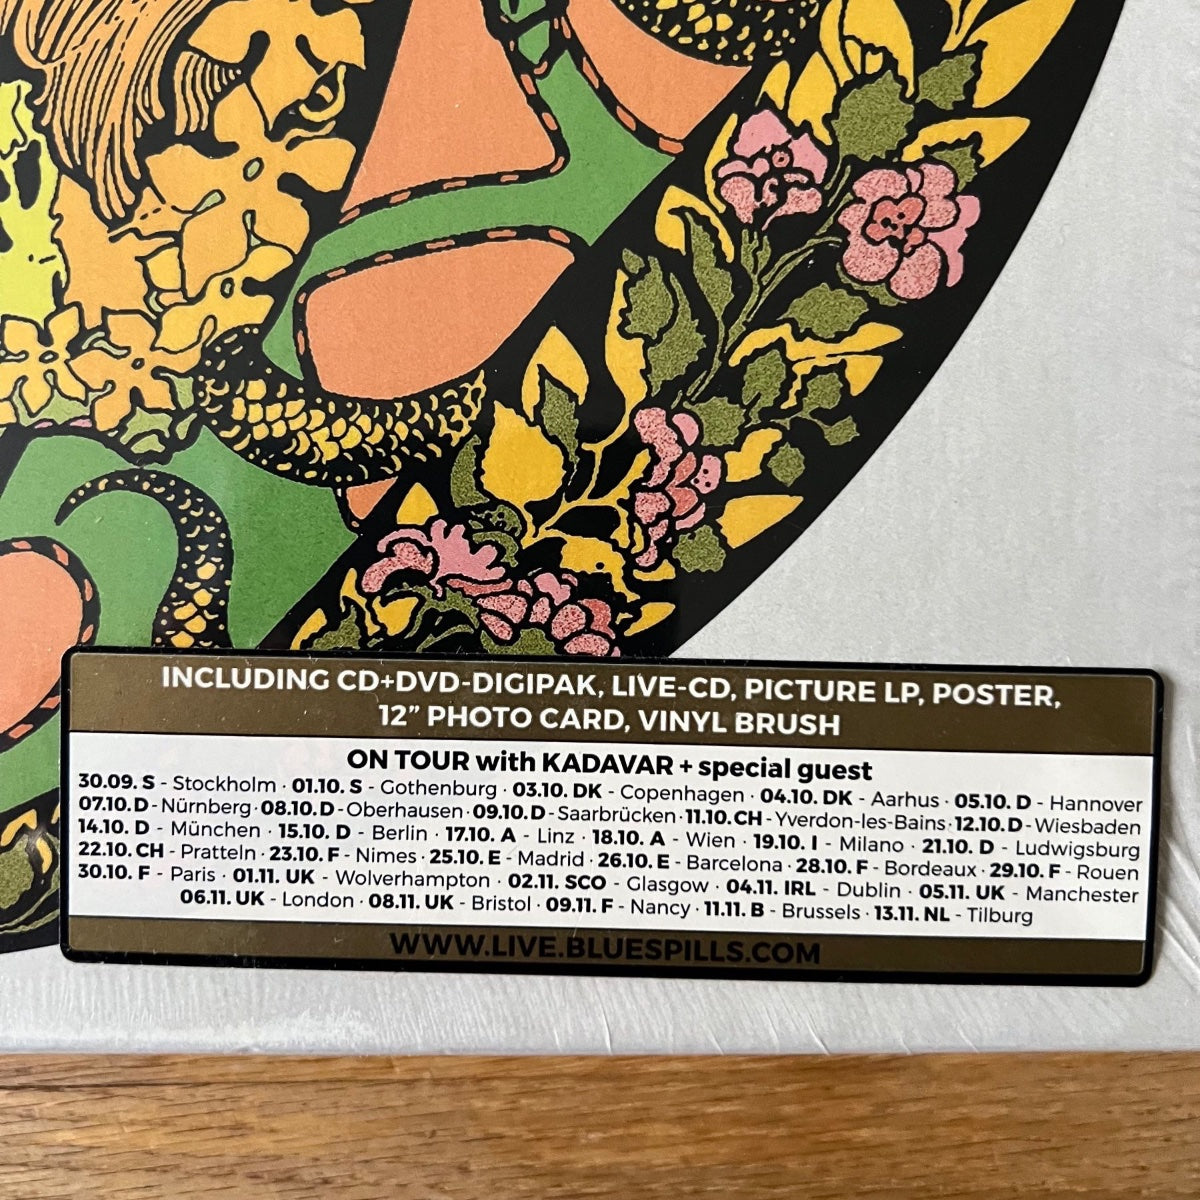 INCLUDING CD+DVD-DIGIPAK, LIVE-CD, PICTURE LP, POSTER,
12” PHOTO CARD, VINYL BRUSH
ON TOUR with KADAVAR + special guest
30.09. S - Stockholm · 01.10. S - Gothenburg · 03.10. DK - Copenhagen · 04.10. DK - Aarhus · 05.10. D - Hannover
07.10. D - Nürnberg · 08.10. D - Oberhausen · 09.10. D - Saarbrücken · 11.10. CH - Yverdon-les-Bains · 12.10. D - Wiesbaden
14.10. D - München · 15.10. D - Berlin · 17.10. A - Linz · 18.10. A - Wien · 19.10. I - Milano · 21.10. D - Ludwigsburg
22.10. CH - Pratteln · 23.10. F - Nimes · 25.10. E - Madrid · 26.10. E - Barcelona · 28.10. F - Bordeaux · 29.10. F - Rouen
30.10. F - Paris · 01.11. UK - Wolverhampton · 02.11. SCO - Glasgow · 04.11. IRL - Dublin · 05.11. UK - Manchester
06.11. UK - London · 08.11. UK - Bristol · 09.11. F - Nancy · 11.11. B - Brussels · 13.11. NL - Tilburg
WWW.LIVE.BLUESPILLS.COM